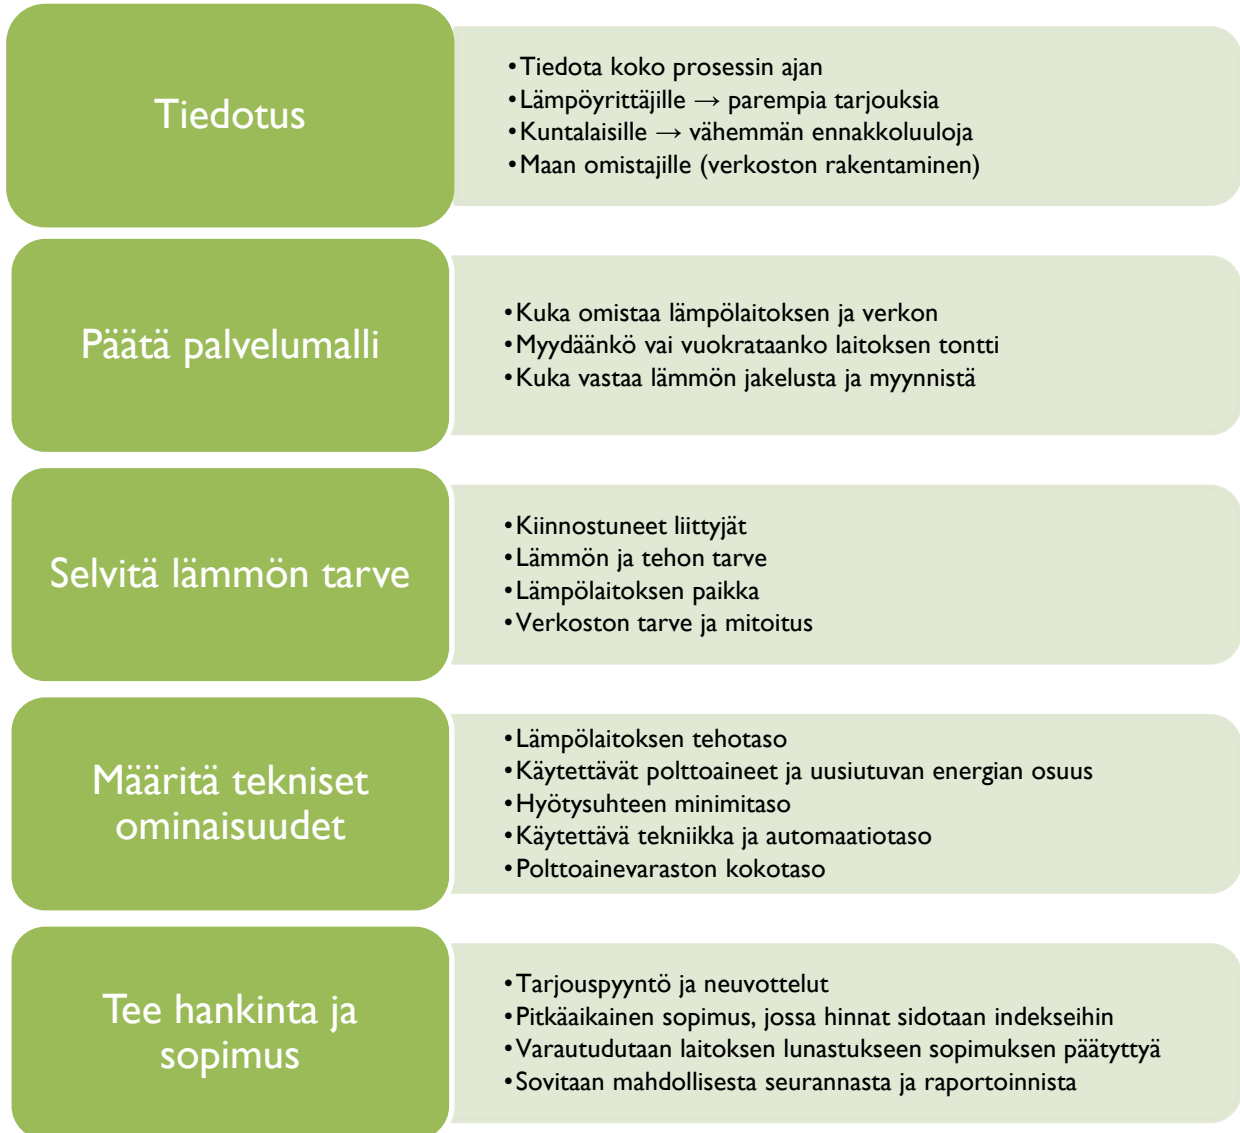 Tiedotus
•Tiedota koko prosessin ajan
•Lämpöyrittäjille → parempia tarjouksia
•Kuntalaisille → vähemmän ennakkoluuloja
•Maan omistajille (verkoston rakentaminen)
Päätä palvelumalli
•Kuka omistaa lämpölaitoksen ja verkon
•Myydäänkö vai vuokrataanko laitoksen tontti
•Kuka vastaa lämmön jakelusta ja myynnistä
Selvitä lämmön tarve
•Kiinnostuneet liittyjät
•Lämmön ja tehon tarve
•Lämpölaitoksen paikka
•Verkoston tarve ja mitoitus
Määritä tekniset
ominaisuudet
•Lämpölaitoksen tehotaso
•Käytettävät polttoaineet ja uusiutuvan energian osuus
•Hyötysuhteen minimitaso
•Käytettävä tekniikka ja automaatiotaso
•Polttoainevaraston kokotaso
Tee hankinta ja
sopimus
•Tarjouspyyntö ja neuvottelut
•Pitkäaikainen sopimus, jossa hinnat sidotaan indekseihin
•Varautudutaan laitoksen lunastukseen sopimuksen päätyttyä
•Sovitaan mahdollisesta seurannasta ja raportoinnista